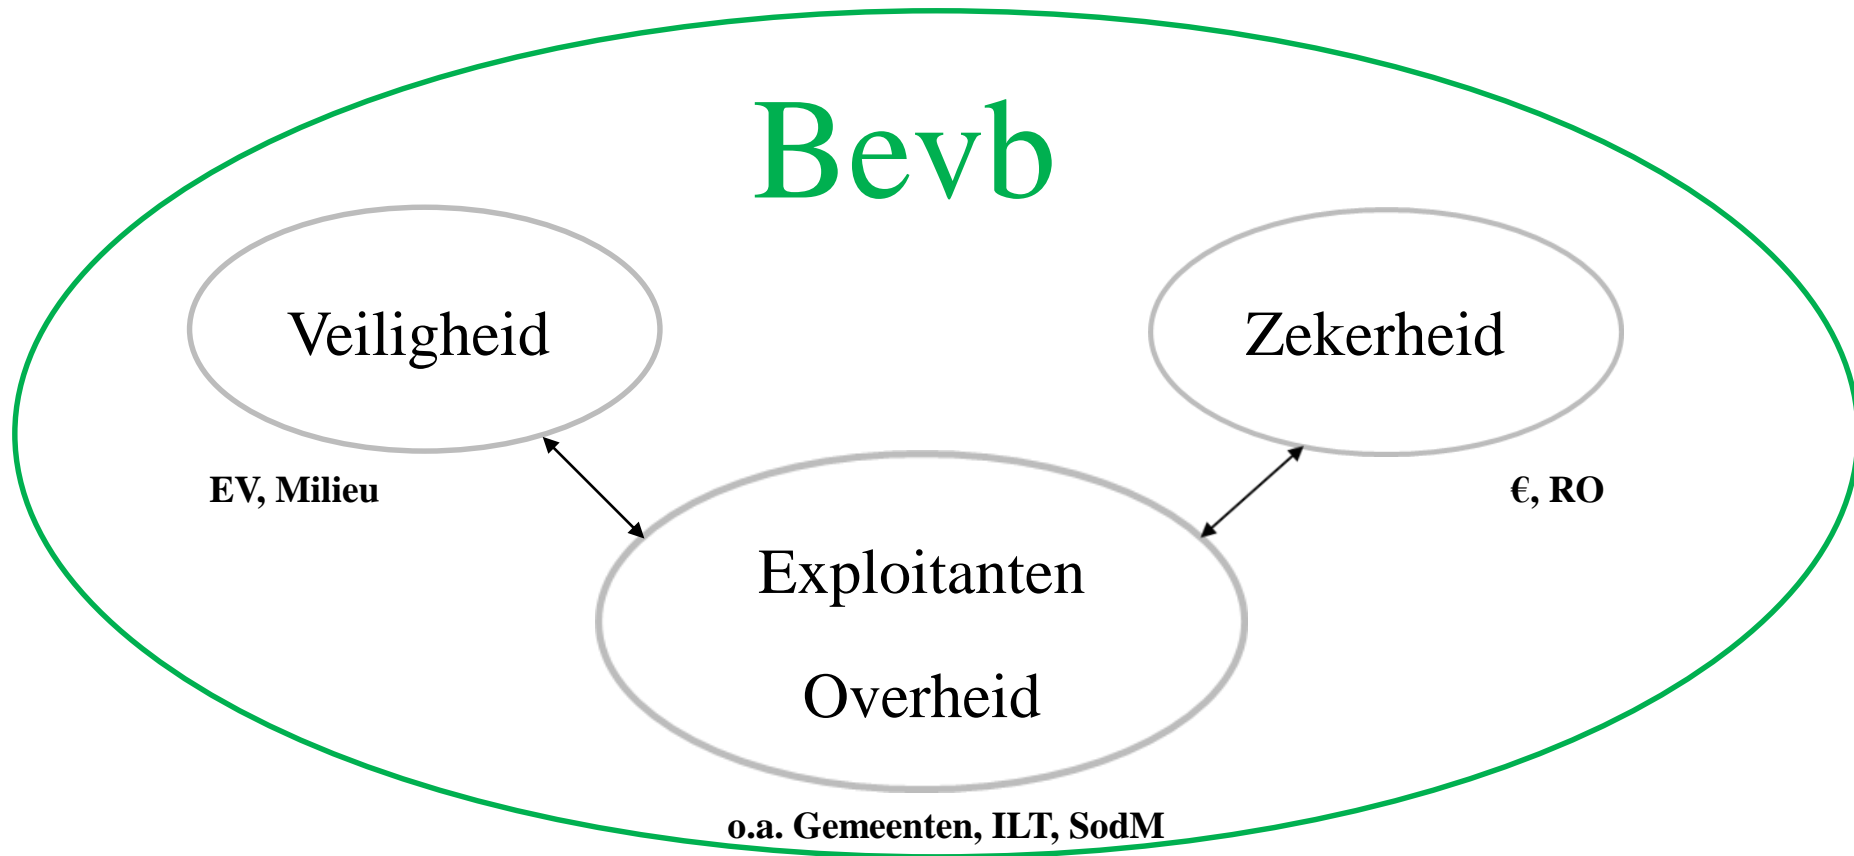 Bevb
Veiligheid
Zekerheid
EV, Milieu
€, RO
Exploitanten
Overheid
o.a. Gemeenten, ILT, SodM